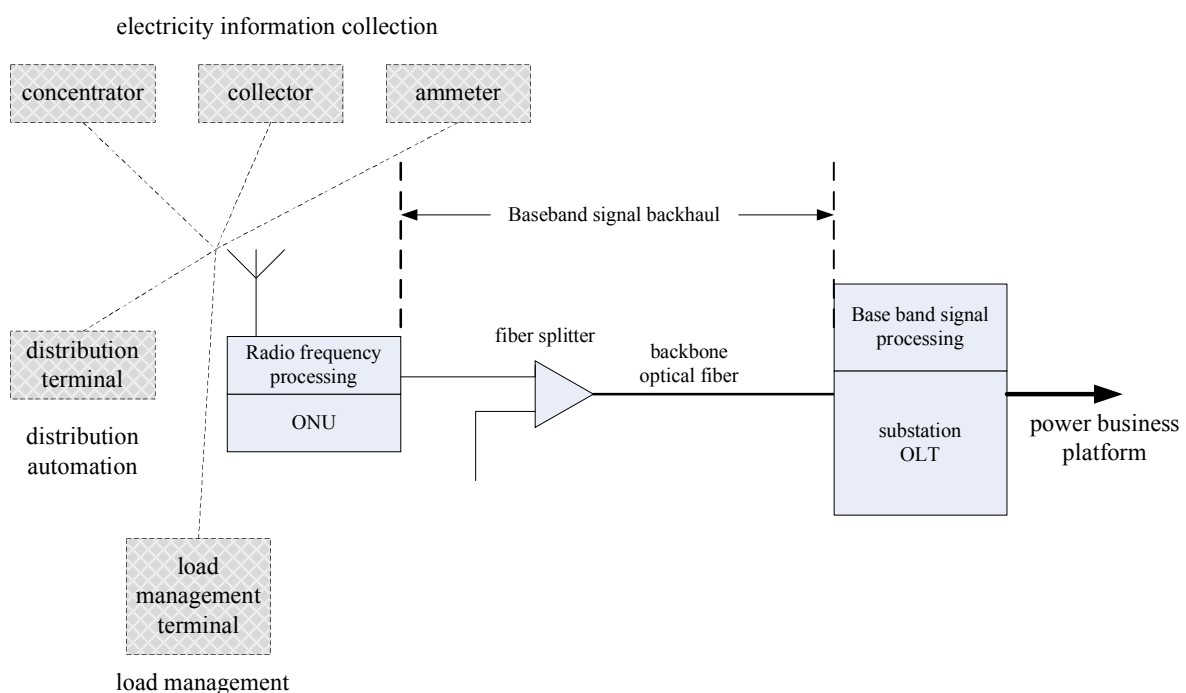 electricity information collection
concentrator
collector
ammeter
Baseband signal backhaul
distribution
terminal
distribution
automation
Radio frequency
processing
ONU
fiber splitter
backbone
optical fiber
Base band signal
processing
substation
OLT
power business
platform
load
management
terminal
load management